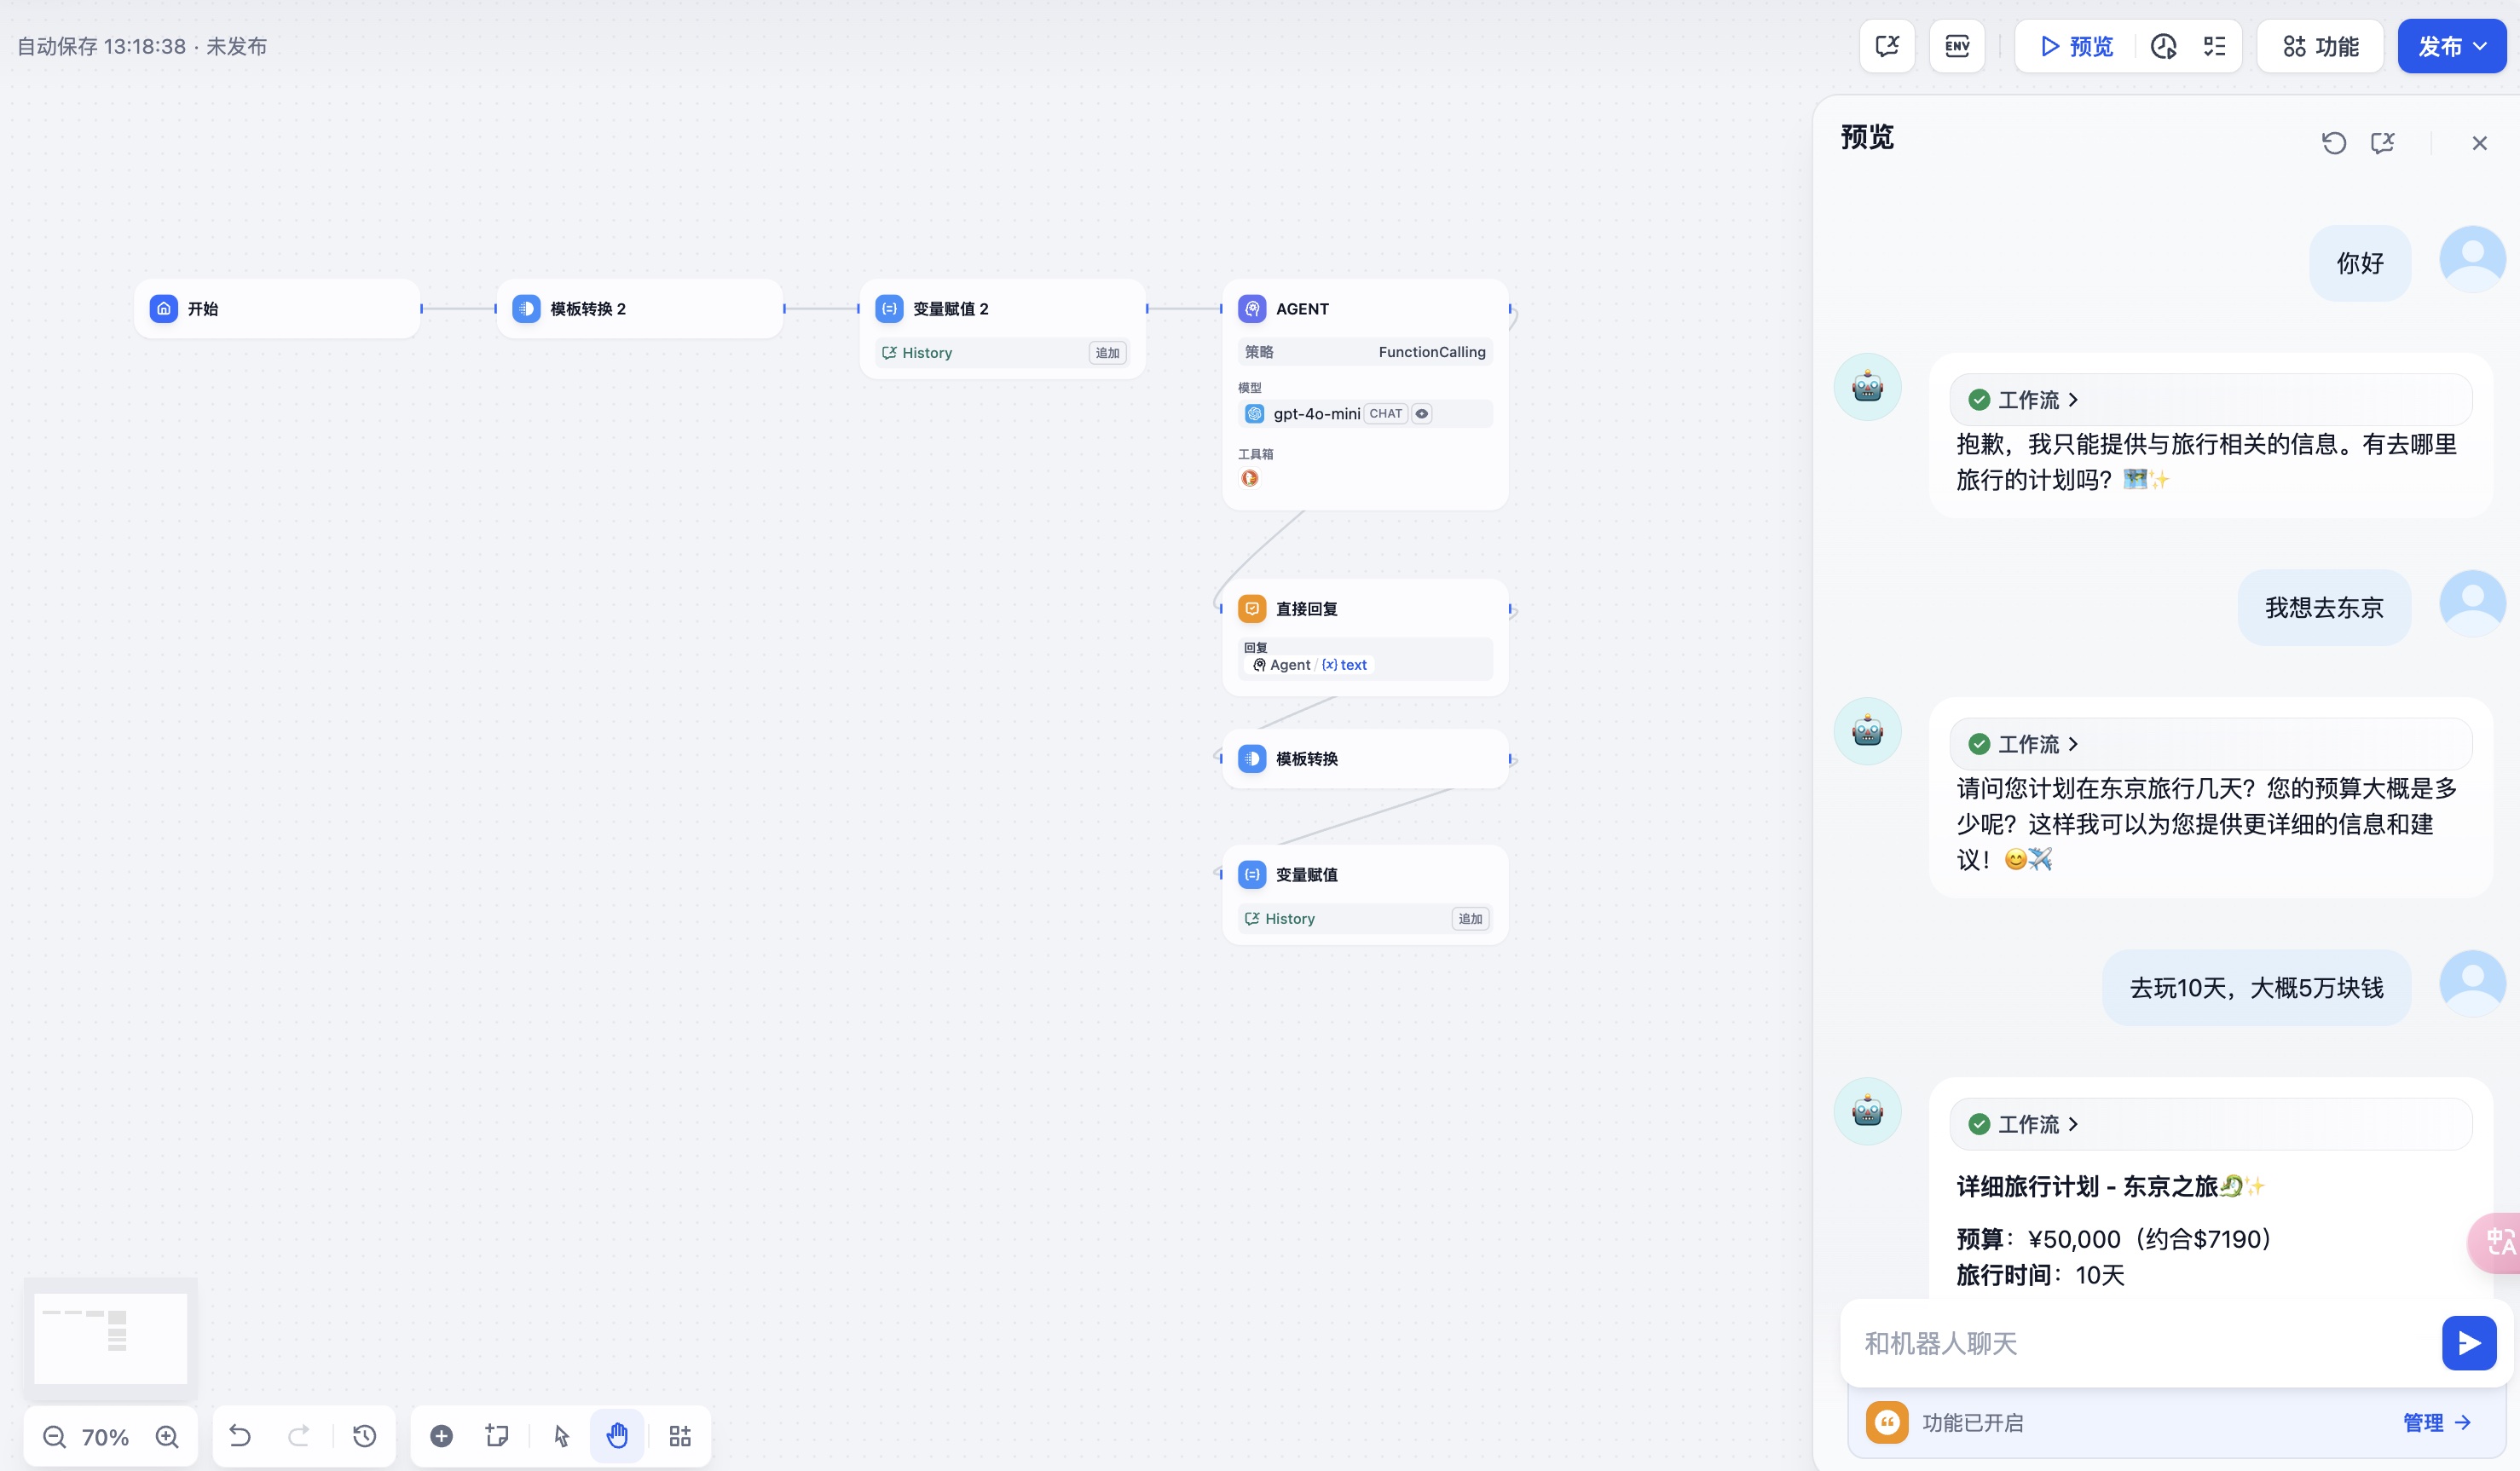 自动保存 13:18:38 · 未发布
ENV
预览
功能
发布
开始
模板转换 2
变量赋值 2
History
追加
AGENT
策略
FunctionCalling
模型
gpt-4o-mini
CHAT
工具箱
直接回复
回复
Agent / {x} text
模板转换
变量赋值
History
追加
70%
预览
你好
工作流
抱歉，我只能提供与旅行相关的信息。有去哪里
旅行的计划吗？🗺️✨
我想去东京
工作流
请问您计划在东京旅行几天？您的预算大概是多
少呢？这样我可以为您提供更详细的信息和建
议！😊✈️
去玩10天，大概5万块钱
工作流
详细旅行计划 - 东京之旅🐉✨
预算：¥50,000（约合$7190）
旅行时间：10天
中A
和机器人聊天
功能已开启
管理